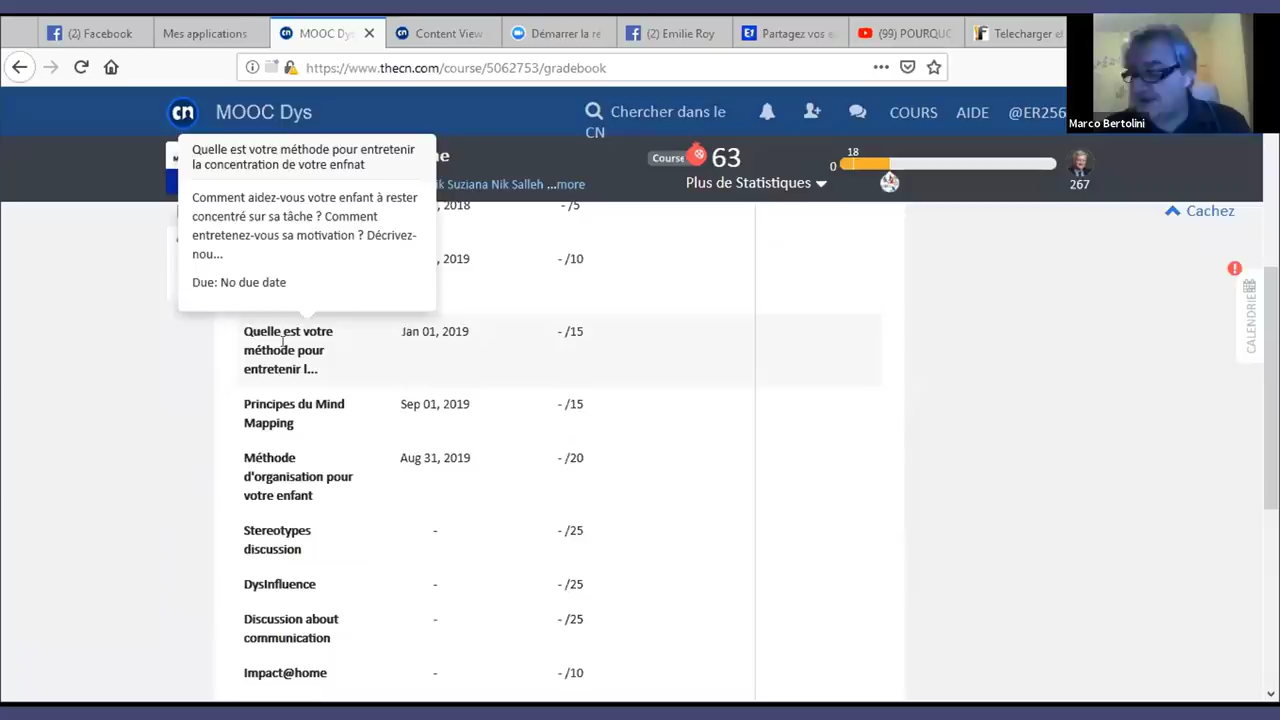 (2) Facebook
Mes applications
MOOC Dys
Content View
Démarrer la re
(2) Emilie Roy
Partagez vos
(99) POURQUO
Telecharger et
https://www.thecn.com/course/5062753/gradebook
Marco Bertolini
cn MOOC Dys
Chercher dans le CN
COURS
AIDE
@ER256
Quelle est votre méthode pour entretenir
la concentration de votre enfnat
Comment aidez-vous votre enfant à rester
concentré sur sa tâche ? Comment
entretenez-vous sa motivation ? Décrivez-
nou...
Due: No due date
ne
ik Suziana Nik Salleh ...more
Course
63
Plus de Statistiques
0
18
267
Cachez
CALENDRIE
, 2018 - /5
, 2019 - /10
Quelle est votre Jan 01, 2019 - /15
méthode pour
entretenir l...
Principes du Mind Sep 01, 2019 - /15
Mapping
Méthode Aug 31, 2019 - /20
d'organisation pour
votre enfant
Stereotypes - - /25
discussion
DysInfluence - - /25
Discussion about - - /25
communication
Impact@home - - /10